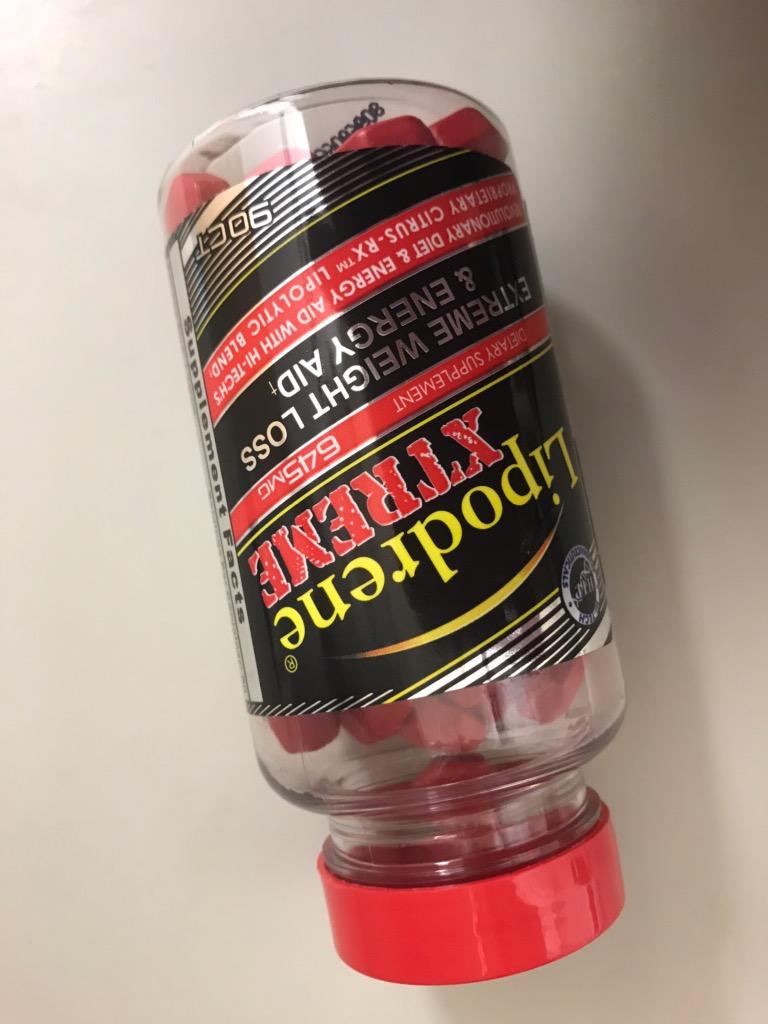 Lipodrene®
XTREME
DIETARY SUPPLEMENT 645MG
EXTREME WEIGHT LOSS
& ENERGY AID†
REVOLUTIONARY DIET & ENERGY AID WITH HI-TECH'S
PROPRIETARY CITRUS-RX™ LIPOLYTIC BLEND
90CT
Supplement Facts